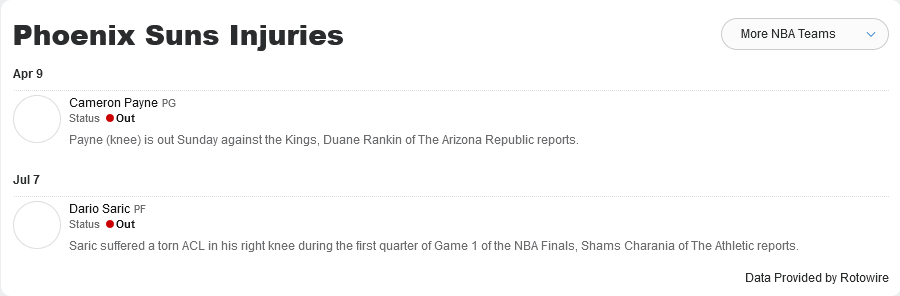 Phoenix Suns Injuries
More NBA Teams
Apr 9
Cameron Payne PG
Status Out
Payne (knee) is out Sunday against the Kings, Duane Rankin of The Arizona Republic reports.
Jul 7
Dario Saric PF
Status Out
Saric suffered a torn ACL in his right knee during the first quarter of Game 1 of the NBA Finals, Shams Charania of The Athletic reports.
Data Provided by Rotowire